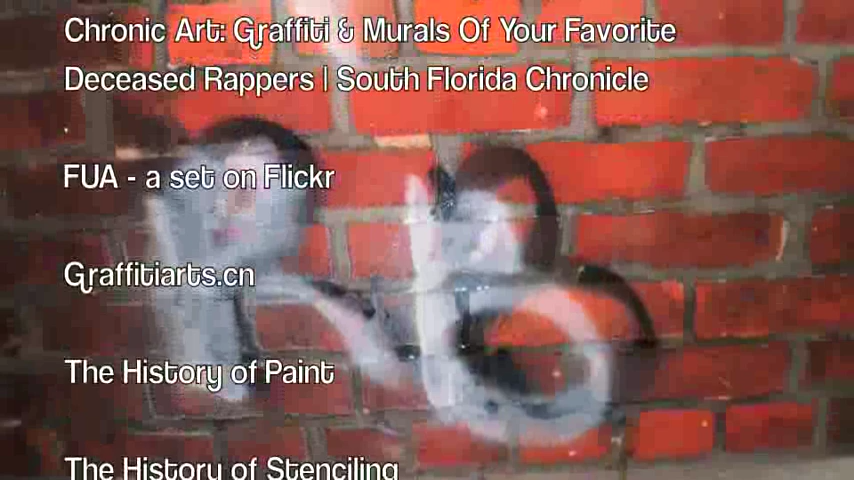 Chronic Art: Graffiti & Murals Of Your Favorite
Deceased Rappers | South Florida Chronicle
FUA - a set on Flickr
Graffitiarts.cn
The History of Paint
The History of Stenciling